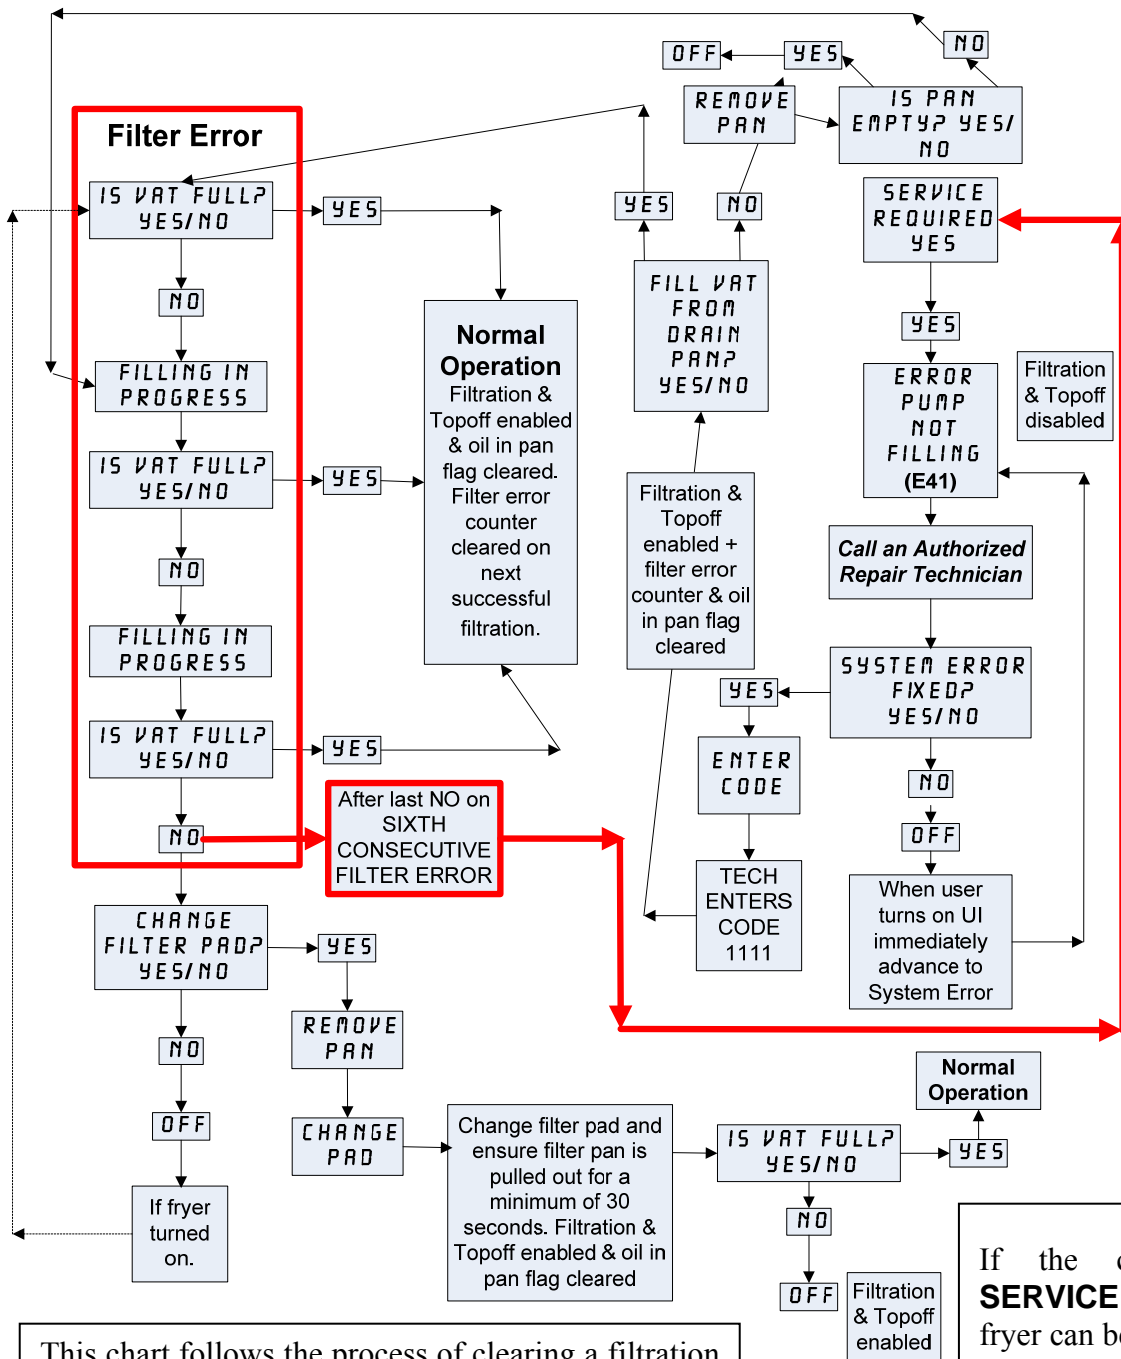 NO
OFF
YES
REMOVE
PAN
IS PAN
EMPTY? YES/
NO
Filter Error
IS VAT FULL?
YES/NO
YES
NO
FILLING IN
PROGRESS
IS VAT FULL?
YES/NO
YES
NO
FILLING IN
PROGRESS
IS VAT FULL?
YES/NO
YES
NO
After last NO on
SIXTH
CONSECUTIVE
FILTER ERROR
Normal
Operation
Filtration &
Topoff enabled
& oil in pan
flag cleared.
Filter error
counter
cleared on
next
successful
filtration.
YES
NO
FILL VAT
FROM
DRAIN
PAN?
YES/NO
Filtration &
Topoff
enabled +
filter error
counter & oil
in pan flag
cleared
SERVICE
REQUIRED
YES
YES
ERROR
PUMP
NOT
FILLING
(E41)
Filtration
& Topoff
disabled
Call an Authorized
Repair Technician
SYSTEM ERROR
FIXED?
YES/NO
YES
ENTER
CODE
TECH
ENTERS
CODE
1111
NO
OFF
When user
turns on UI
immediately
advance to
System Error
CHANGE
FILTER PAD?
YES/NO
YES
REMOVE
PAN
CHANGE
PAD
NO
OFF
If fryer
turned
on.
Change filter pad and
ensure filter pan is
pulled out for a
minimum of 30
seconds. Filtration &
Topoff enabled & oil in
pan flag cleared
IS VAT FULL?
YES/NO
YES
Normal
Operation
NO
OFF
Filtration
& Topoff
enabled
If the
SERVICE
fryer can be
This chart follows the process of clearing a filtration